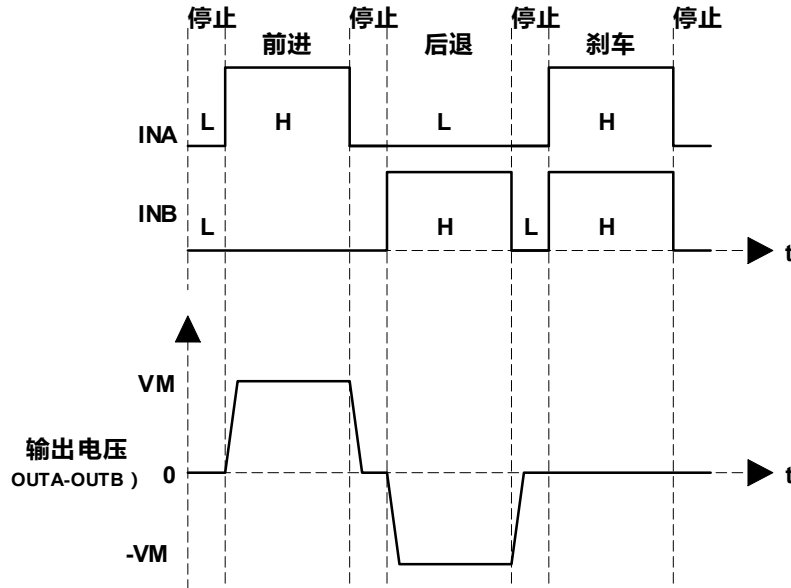 停止 停止 停止 停止
前进 后退 刹车
L H L H
INA
INB
L H L H
t
VM
输出电压
OUTA-OUTB ) 0
t
-VM